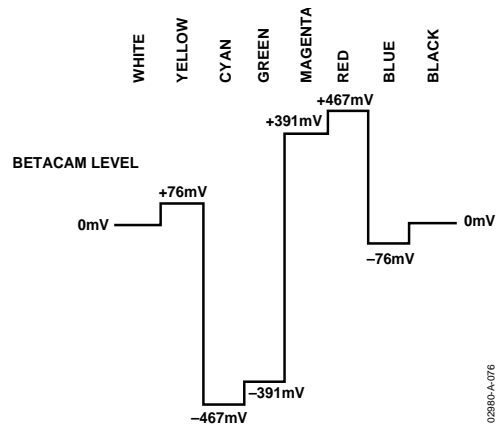 WHITE
YELLOW
CYAN
GREEN
MAGENTA
RED
BLUE
BLACK
+467mV
+391mV
BETACAM LEVEL
+76mV
0mV
0mV
–76mV
–391mV
–467mV
02980-A-076